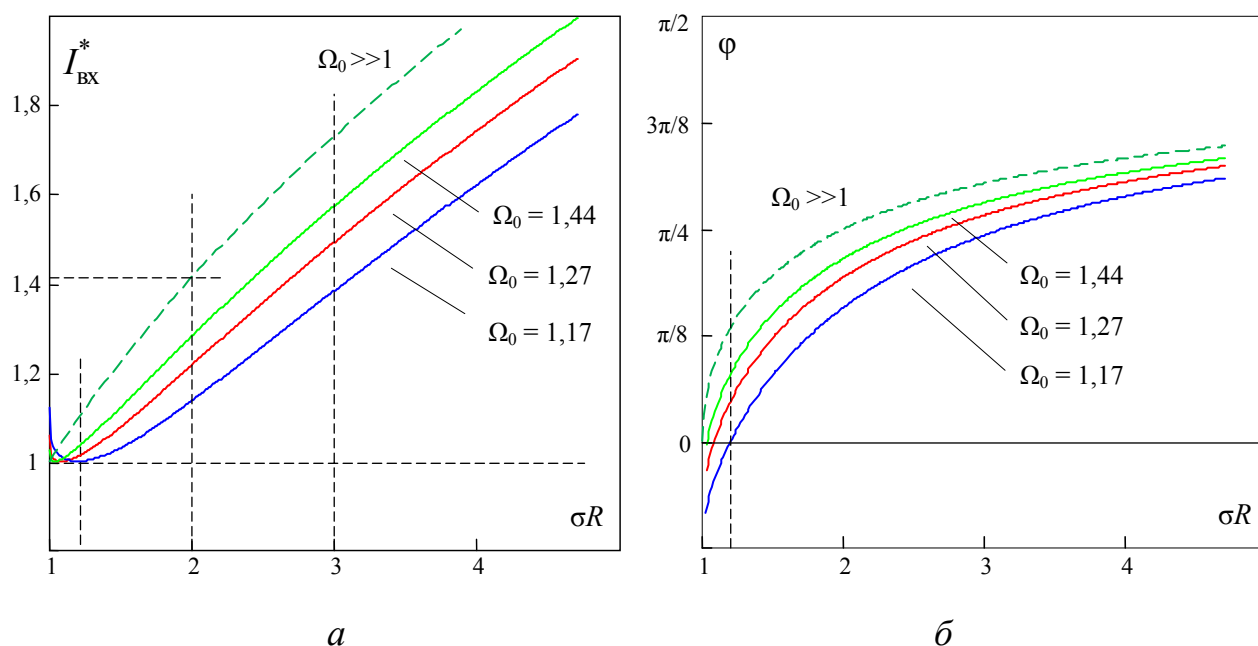 I*вх
Ω0 >>1
1,8
1,6
1,4
1,2
1
Ω0 = 1,44
Ω0 = 1,27
Ω0 = 1,17
σR
1 2 3 4
а
π/2
φ
3π/8
π/4
π/8
0
Ω0 >>1
Ω0 = 1,44
Ω0 = 1,27
Ω0 = 1,17
σR
1 2 3 4
б